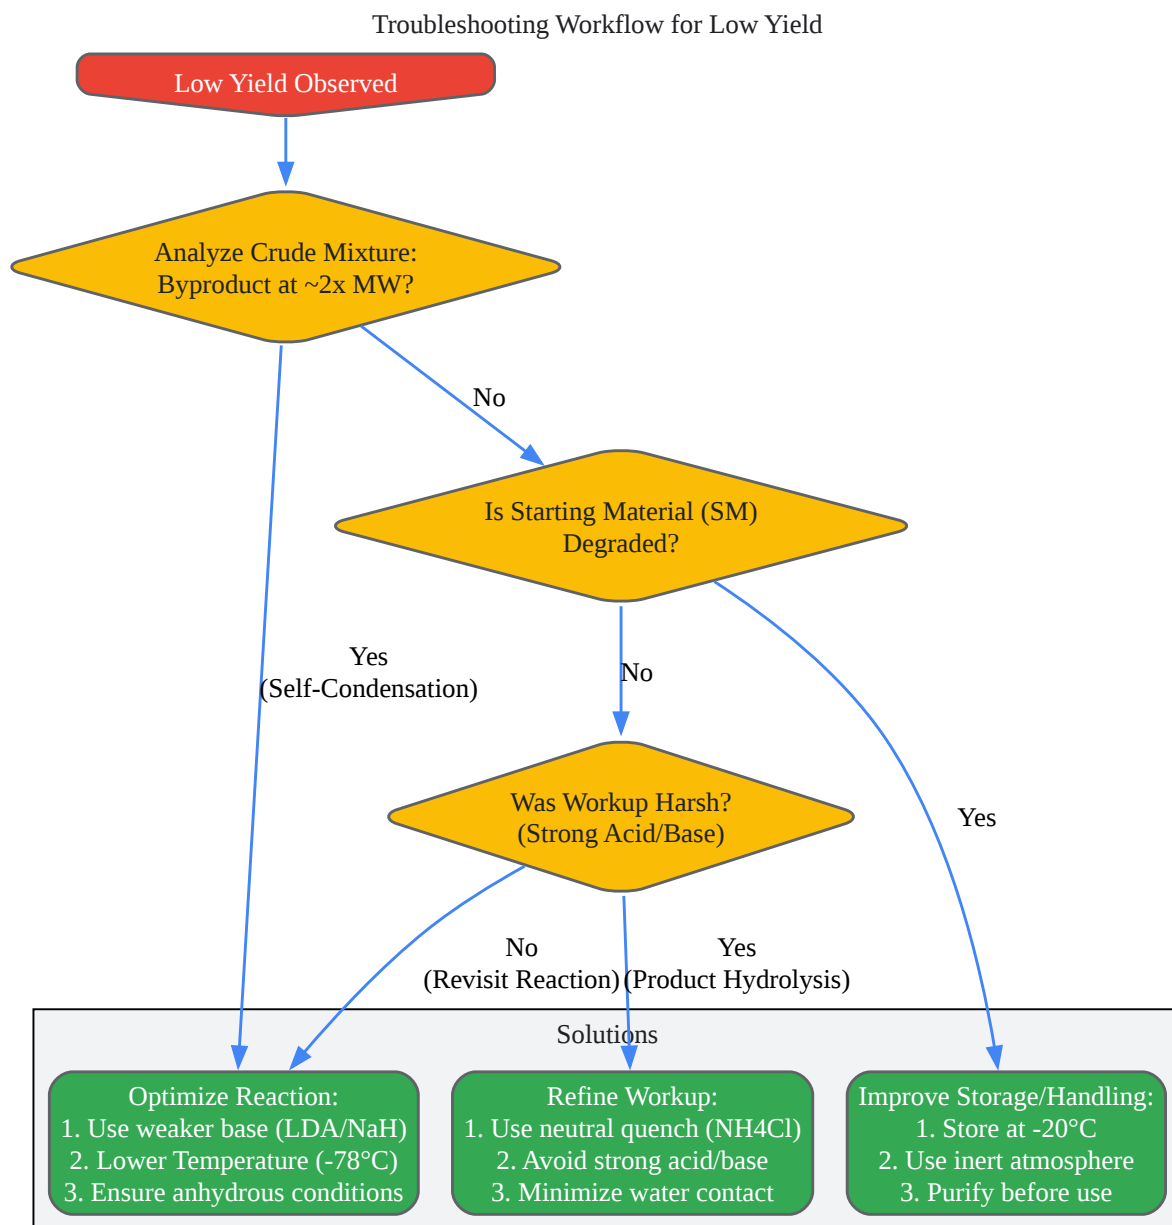 Troubleshooting Workflow for Low Yield
Low Yield Observed
Analyze Crude Mixture:
Byproduct at ~2x MW?
No
Is Starting Material (SM)
Degraded?
Yes
(Self-Condensation)
No
Was Workup Harsh?
(Strong Acid/Base)
Yes
No
(Revisit Reaction)
Yes
(Product Hydrolysis)
Solutions
Optimize Reaction:
1. Use weaker base (LDA/NaH)
2. Lower Temperature (-78°C)
3. Ensure anhydrous conditions
Refine Workup:
1. Use neutral quench (NH4Cl)
2. Avoid strong acid/base
3. Minimize water contact
Improve Storage/Handling:
1. Store at -20°C
2. Use inert atmosphere
3. Purify before use